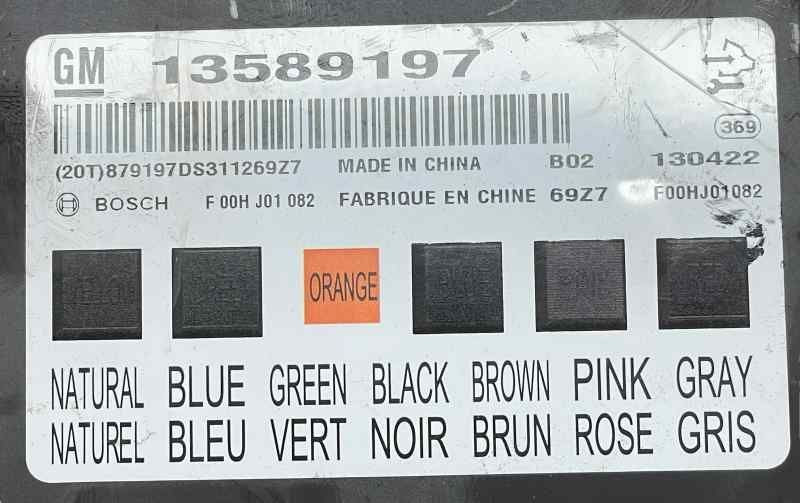 GM 13589197
369
(20T)879197DS311269Z7 MADE IN CHINA B02 130422
BOSCH F 00H J01 082 FABRIQUE EN CHINE 69Z7 F00HJ01082
ORANGE
NATURAL BLUE GREEN BLACK BROWN PINK GRAY
NATUREL BLEU VERT NOIR BRUN ROSE GRIS